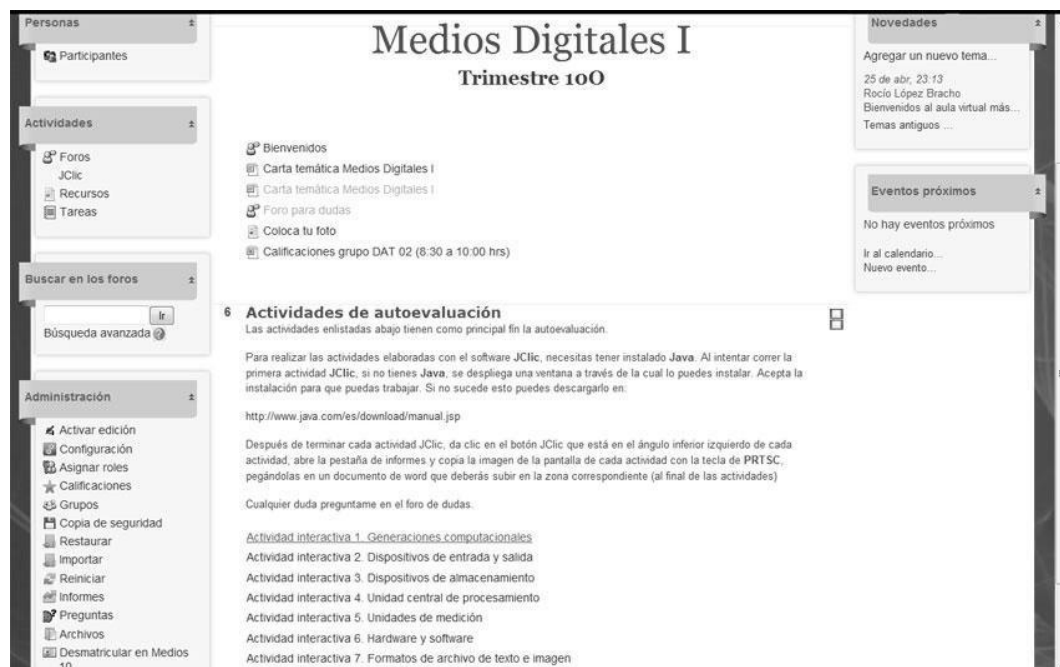 Personas
Participantes
Actividades
Foros
JClic
Recursos
Tareas
Buscar en los foros
Ir
Búsqueda avanzada
Administración
Activar edición
Configuración
Asignar roles
Calificaciones
Grupos
Copia de seguridad
Restaurar
Importar
Reiniciar
Informes
Preguntas
Archivos
Desmatricular en Medios
10
Medios Digitales I
Trimestre 10O
Bienvenidos
Carta temática Medios Digitales I
Carta temática Medios Digitales I
Foro para dudas
Coloca tu foto
Calificaciones grupo DAT 02 (8:30 a 10:00 hrs)
6 Actividades de autoevaluación
Las actividades enlistadas abajo tienen como principal fin la autoevaluación.
Para realizar las actividades elaboradas con el software JClic, necesitas tener instalado Java. Al intentar correr la
primera actividad JClic, si no tienes Java, se despliega una ventana a través de la cual lo puedes instalar. Acepta la
instalación para que puedas trabajar. Si no sucede esto puedes descargarlo en:
http://www.java.com/es/download/manual.jsp
Después de terminar cada actividad JClic, da clic en el botón JClic que está en el ángulo inferior izquierdo de cada
actividad, abre la pestaña de informes y copia la imagen de la pantalla de cada actividad con la tecla de PRTSC,
pegándolas en un documento de word que deberás subir en la zona correspondiente (al final de las actividades)
Cualquier duda preguntame en el foro de dudas.
Actividad interactiva 1. Generaciones computacionales
Actividad interactiva 2. Dispositivos de entrada y salida
Actividad interactiva 3. Dispositivos de almacenamiento
Actividad interactiva 4. Unidad central de procesamiento
Actividad interactiva 5. Unidades de medición
Actividad interactiva 6. Hardware y software
Actividad interactiva 7. Formatos de archivo de texto e imagen
Novedades
Agregar un nuevo tema...
25 de abr, 23:13
Rocío López Bracho
Bienvenidos al aula virtual más...
Temas antiguos ...
Eventos próximos
No hay eventos próximos
Ir al calendario...
Nuevo evento...